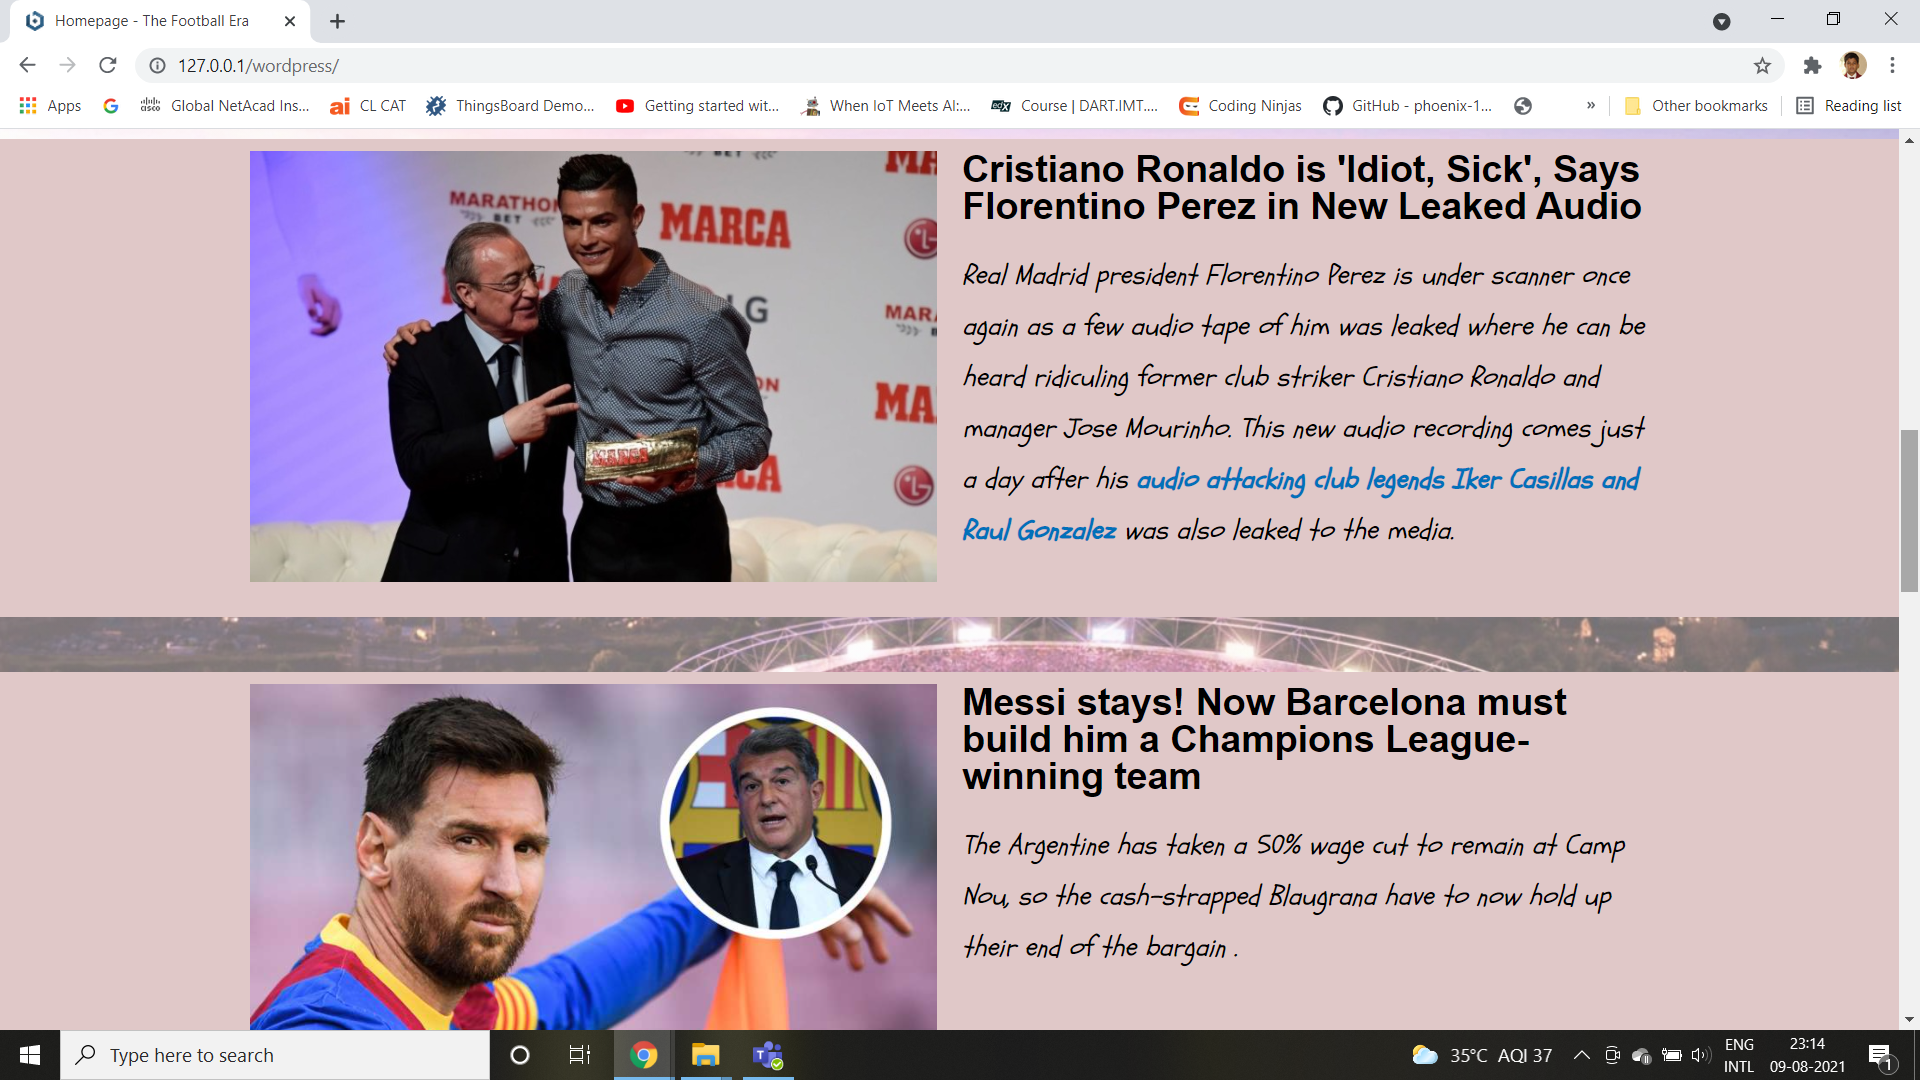 Homepage - The Football Era
127.0.0.1/wordpress/
Apps
Global NetAcad Ins...
CL CAT
ThingsBoard Demo...
Getting started wit...
When IoT Meets AI:...
Course | DART.IMT....
Coding Ninjas
GitHub - phoenix-1...
»
Other bookmarks
Reading list
MARATHON
BET
MARCA
LG
MAR
MA
MARCA
Cristiano Ronaldo is 'Idiot, Sick', Says
Florentino Perez in New Leaked Audio
Real Madrid president Florentino Perez is under scanner once
again as a few audio tape of him was leaked where he can be
heard ridiculing former club striker Cristiano Ronaldo and
manager Jose Mourinho. This new audio recording comes just
a day after his audio attacking club legends Iker Casillas and
Raul Gonzalez was also leaked to the media.
Messi stays! Now Barcelona must
build him a Champions League-
winning team
The Argentine has taken a 50% wage cut to remain at Camp
Nou, so the cash-strapped Blaugrana have to now hold up
their end of the bargain .
Type here to search
35°C AQI 37
ENG
INTL
23:14
09-08-2021
1